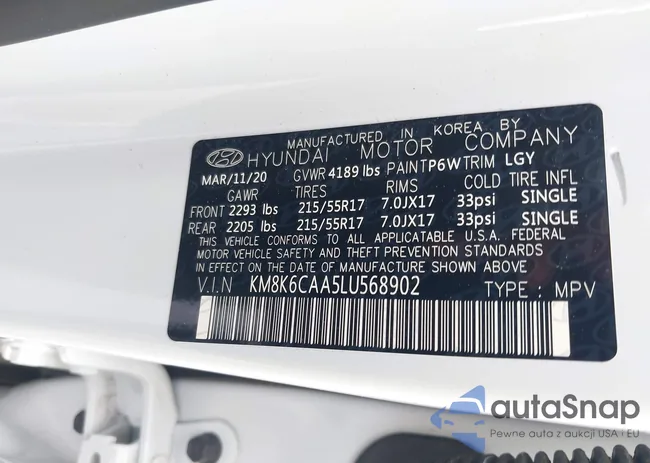 MANUFACTURED IN KOREA BY
HYUNDAI MOTOR COMPANY
MAR/11/20 GVWR 4189 lbs PAINT P6W TRIM LGY
GAWR TIRES RIMS COLD TIRE INFL
FRONT 2293 lbs 215/55R17 7.0JX17 33psi SINGLE
REAR 2205 lbs 215/55R17 7.0JX17 33psi SINGLE
THIS VEHICLE CONFORMS TO ALL APPLICABLE U.S.A. FEDERAL
MOTOR VEHICLE SAFETY, BUMPER, AND THEFT PREVENTION STANDARDS
IN EFFECT ON THE DATE OF MANUFACTURE SHOWN ABOVE
V.I.N KM8K6CAA5LU568902 TYPE : MPV
autaSnap
Pewne auta z aukcji USA i EU